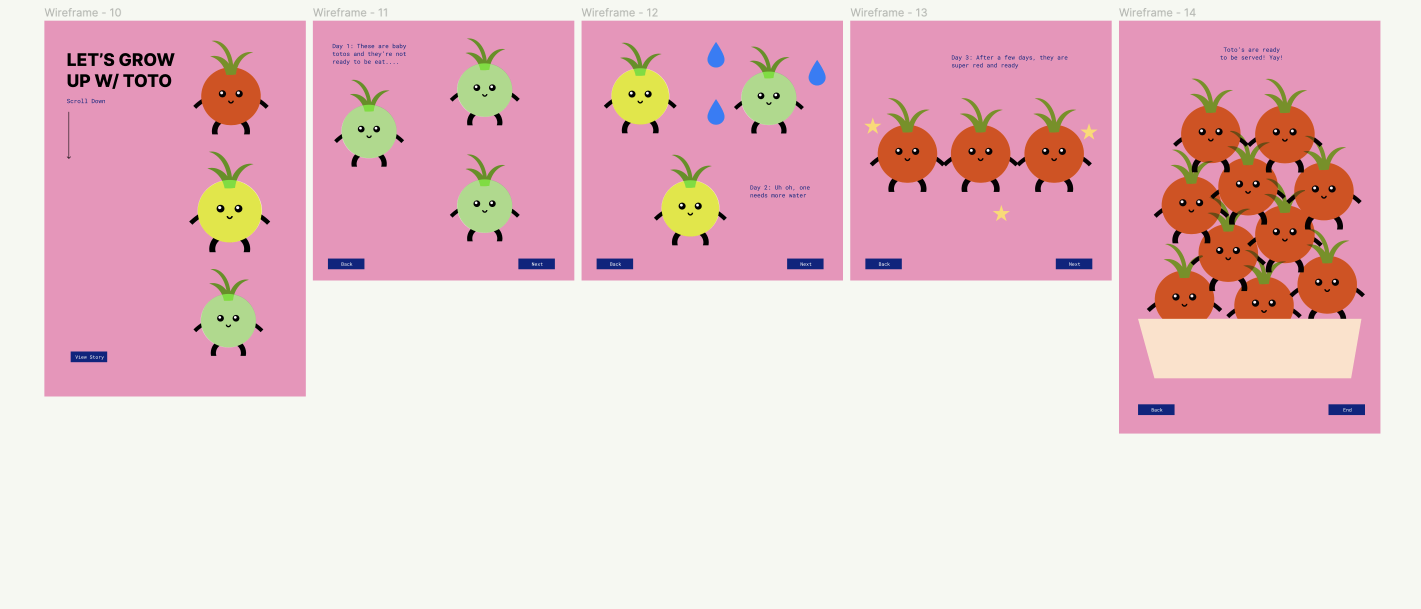 Wireframe - 10
LET'S GROW
UP W/ TOTO
Scroll Down
View Story
Wireframe - 11
Day 1: These are baby
totos and they're not
ready to be eat....
Back
Next
Wireframe - 12
Day 2: Uh oh, one
needs more water
Back
Next
Wireframe - 13
Day 3: After a few days, they are
super red and ready
Back
Next
Wireframe - 14
Toto's are ready
to be served! Yay!
Back
End